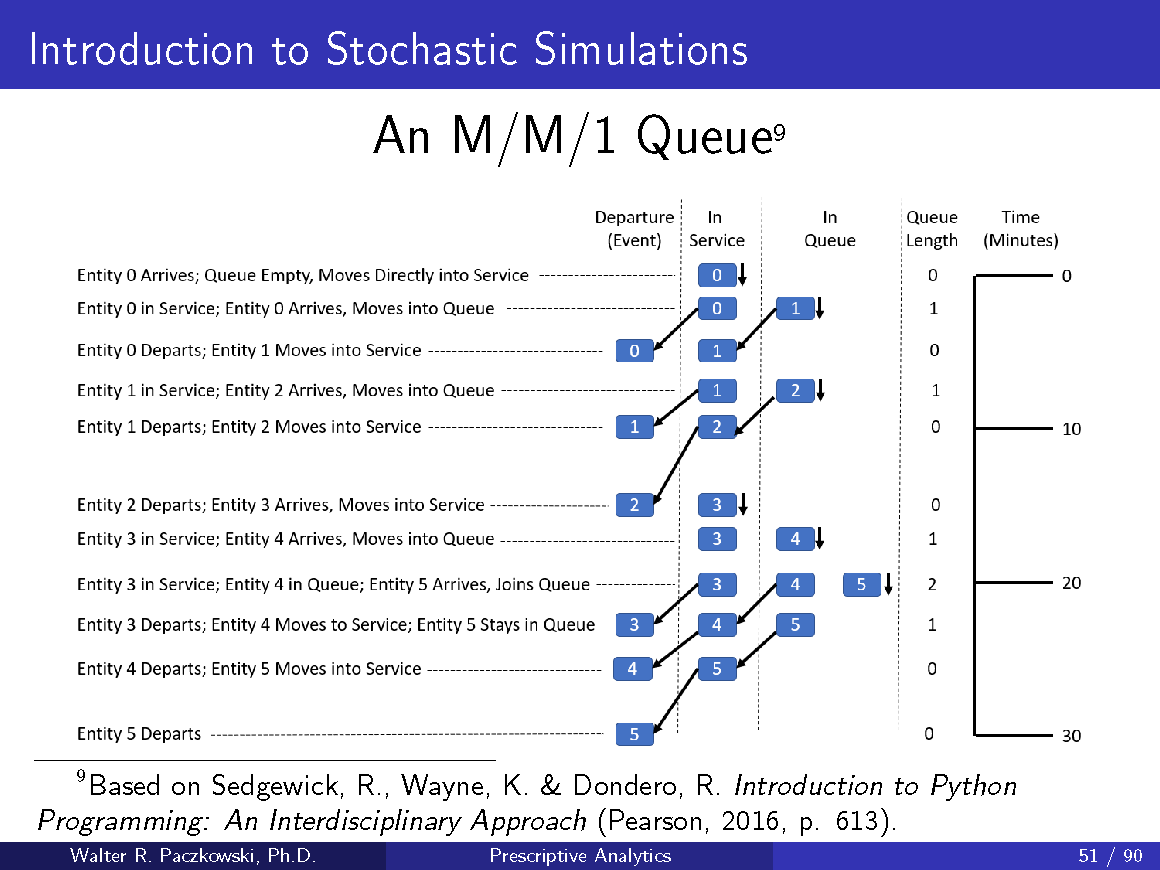 Introduction to Stochastic Simulations
An M/M/1 Queue⁹
Departure In In Queue Time
(Event) Service Queue Length (Minutes)
Entity 0 Arrives; Queue Empty, Moves Directly into Service 0 0 0
Entity 0 in Service; Entity 0 Arrives, Moves into Queue 0 1 1
Entity 0 Departs; Entity 1 Moves into Service 0 1 0
Entity 1 in Service; Entity 2 Arrives, Moves into Queue 1 2 1
Entity 1 Departs; Entity 2 Moves into Service 1 2 0 10
Entity 2 Departs; Entity 3 Arrives, Moves into Service 2 3 0
Entity 3 in Service; Entity 4 Arrives, Moves into Queue 3 4 1
Entity 3 in Service; Entity 4 in Queue; Entity 5 Arrives, Joins Queue 3 4 5 2 20
Entity 3 Departs; Entity 4 Moves to Service; Entity 5 Stays in Queue 3 4 5 1
Entity 4 Departs; Entity 5 Moves into Service 4 5 0
Entity 5 Departs 5 0 30
⁹Based on Sedgewick, R., Wayne, K. & Dondero, R. Introduction to Python
Programming: An Interdisciplinary Approach (Pearson, 2016, p. 613).
Walter R. Paczkowski, Ph.D. Prescriptive Analytics 51 / 90